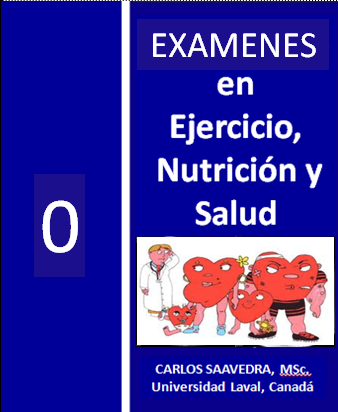 EXAMENES
en
Ejercicio,
Nutrición y
Salud
0
CARLOS SAAVEDRA, MSc.
Universidad Laval, Canadá